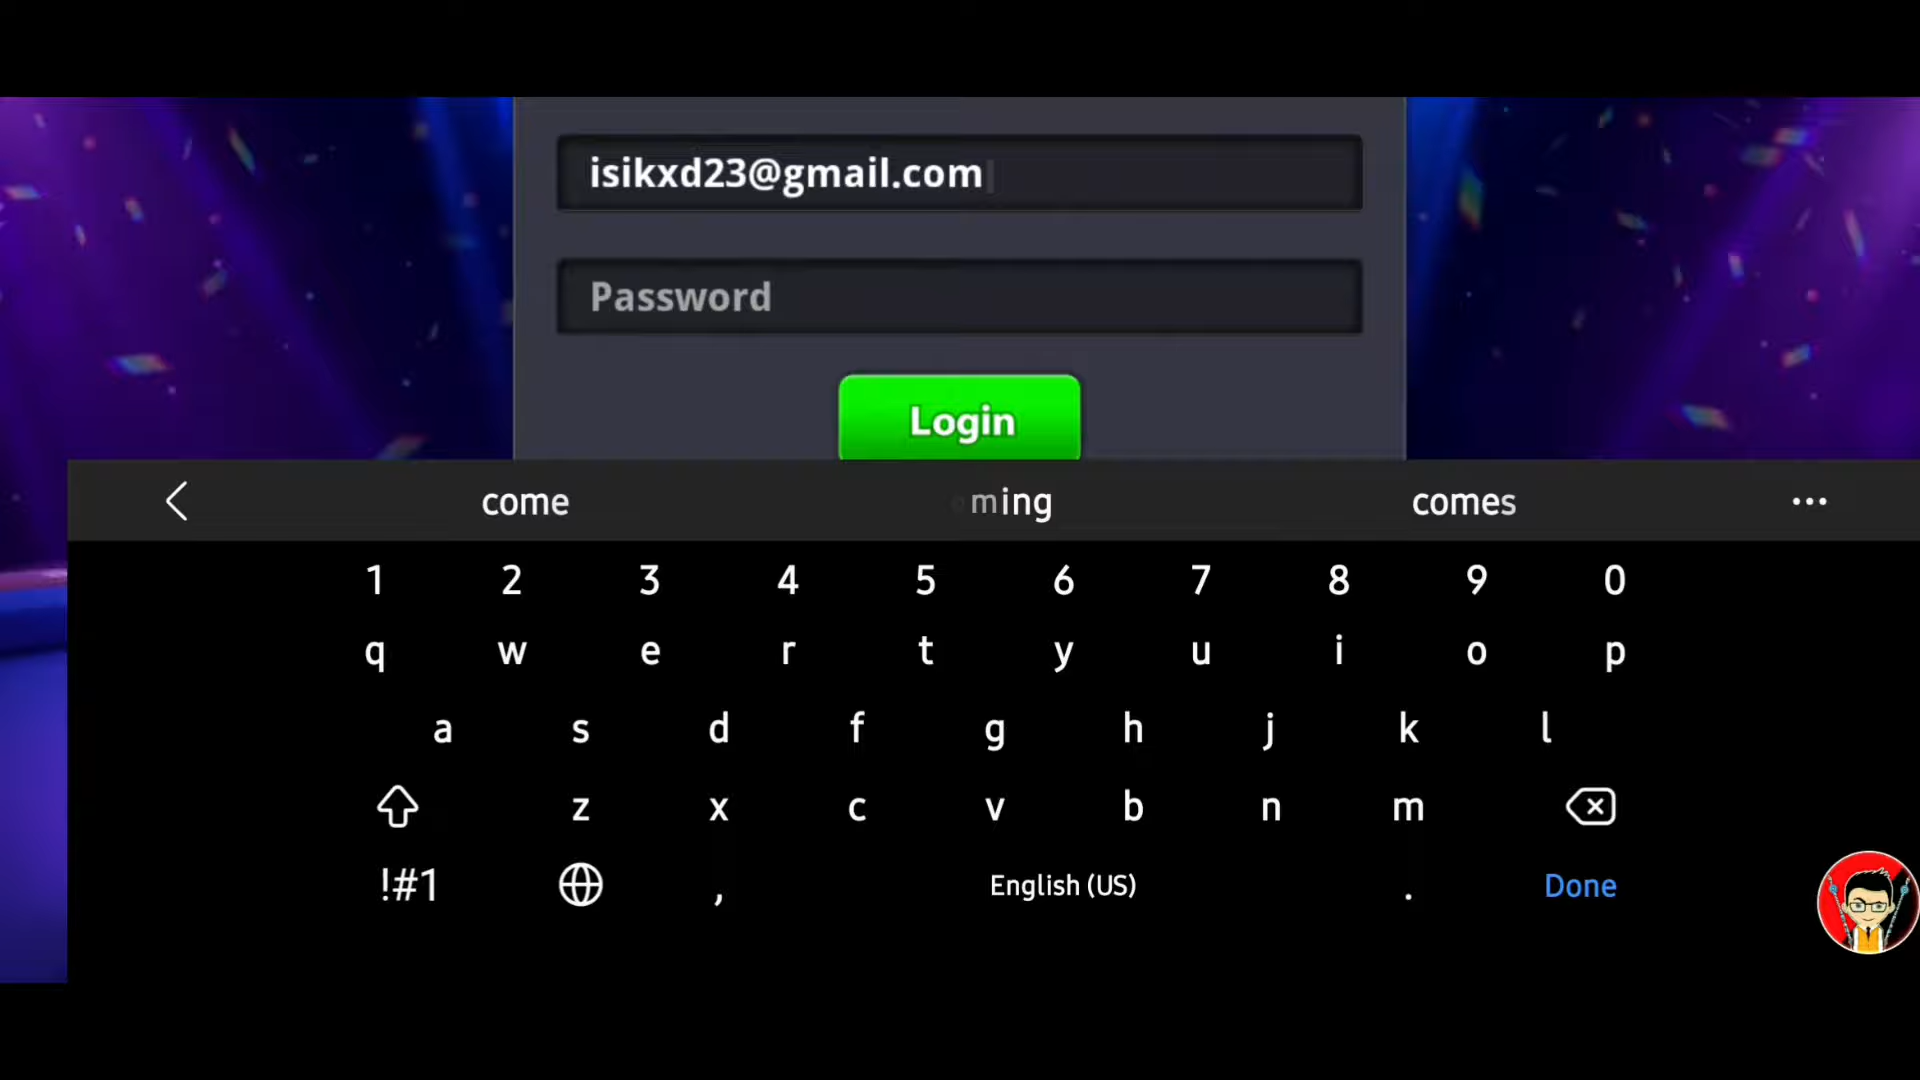 isikxd23@gmail.com
Password
Login
come ming comes ...
1 2 3 4 5 6 7 8 9 0
q w e r t y u i o p
a s d f g h j k l
z x c v b n m
!#1 , English (US) . Done